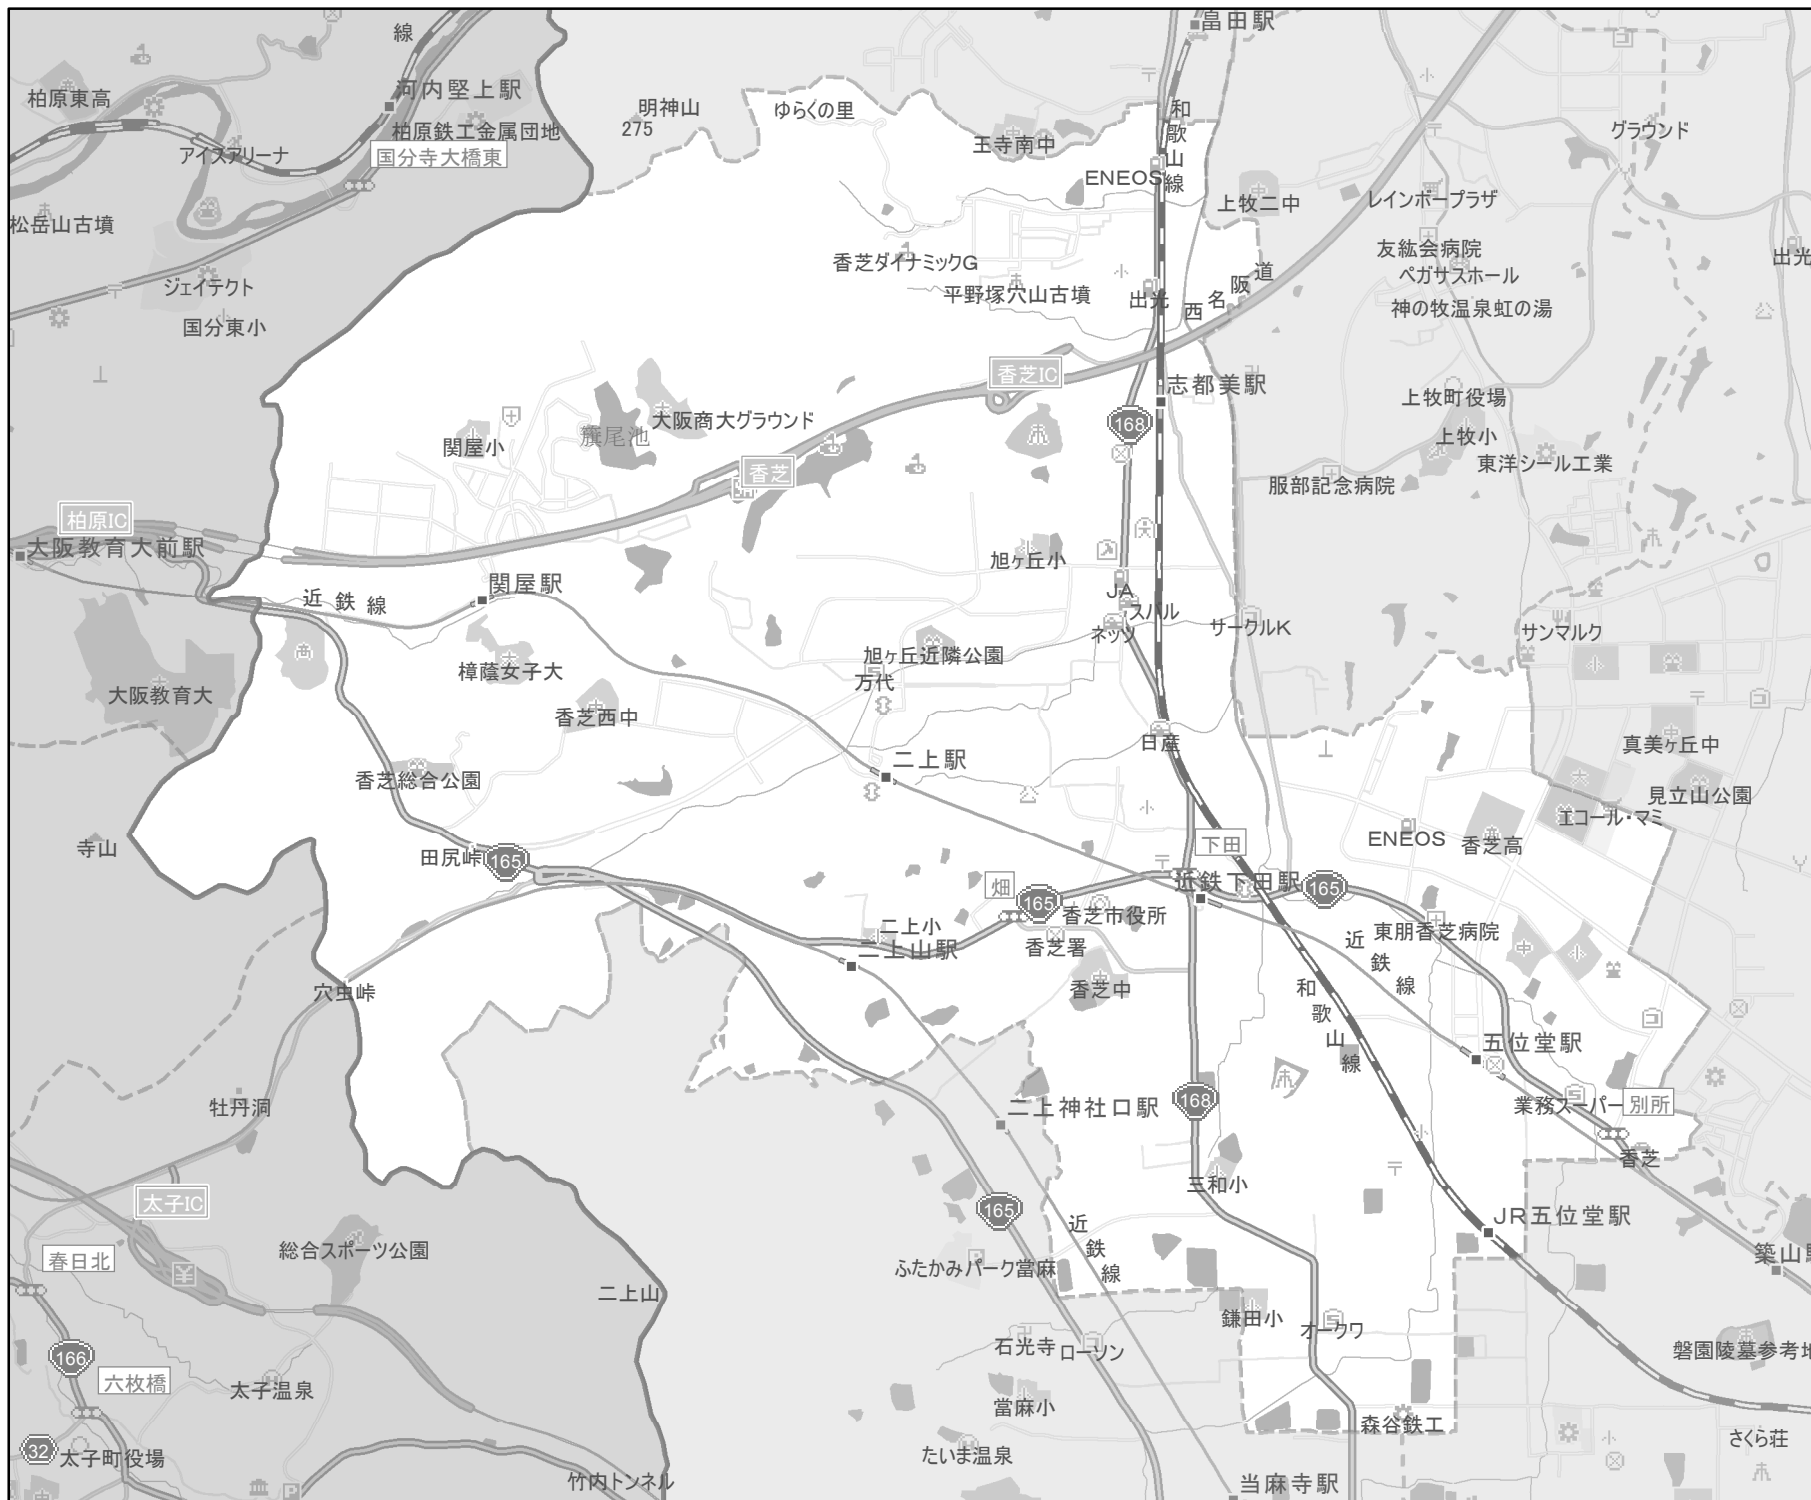 畠田駅
線
河内堅上駅
柏原東高
明神山
275
ゆらくの里
和歌山線
柏原鉄工金属団地
アイスアリーナ
国分寺大橋東
王寺南中
グラウンド
ENEOS
上牧二中
レインボープラザ
松岳山古墳
友紘会病院
出光
香芝ダイナミックG
ペガサスホール
西名阪道
ジェイテクト
平野塚穴山古墳
出光
神の牧温泉虹の湯
国分東小
香芝IC
志都美駅
上牧町役場
大阪商大グラウンド
168
旗尾池
関屋小
上牧小
東洋シール工業
香芝
服部記念病院
柏原IC
大阪教育大前駅
旭ヶ丘小
関屋駅
JA
近鉄線
スバル
ネッツ
サークルK
サンマルク
旭ヶ丘近隣公園
樟蔭女子大
万代
大阪教育大
香芝西中
日産
真美ヶ丘中
二上駅
香芝総合公園
見立山公園
エコール・マミ
寺山
ENEOS
下田
香芝高
田尻峠
165
近鉄下田駅
畑
165
165
香芝市役所
二上小
東朋香芝病院
二上山駅
香芝署
近鉄線
香芝中
穴虫峠
和歌山線
五位堂駅
牡丹洞
二上神社口駅
168
業務スーパー
別所
香芝
三和小
太子IC
165
近鉄線
JR五位堂駅
総合スポーツ公園
春日北
ふたかみパーク當麻
築山駅
二上山
鎌田小
オークワ
石光寺
ローソン
166
磐園陵墓参考地
六枚橋
太子温泉
當麻小
森谷鉄工
32
太子町役場
たいま温泉
さくら荘
竹内トンネル
当麻寺駅